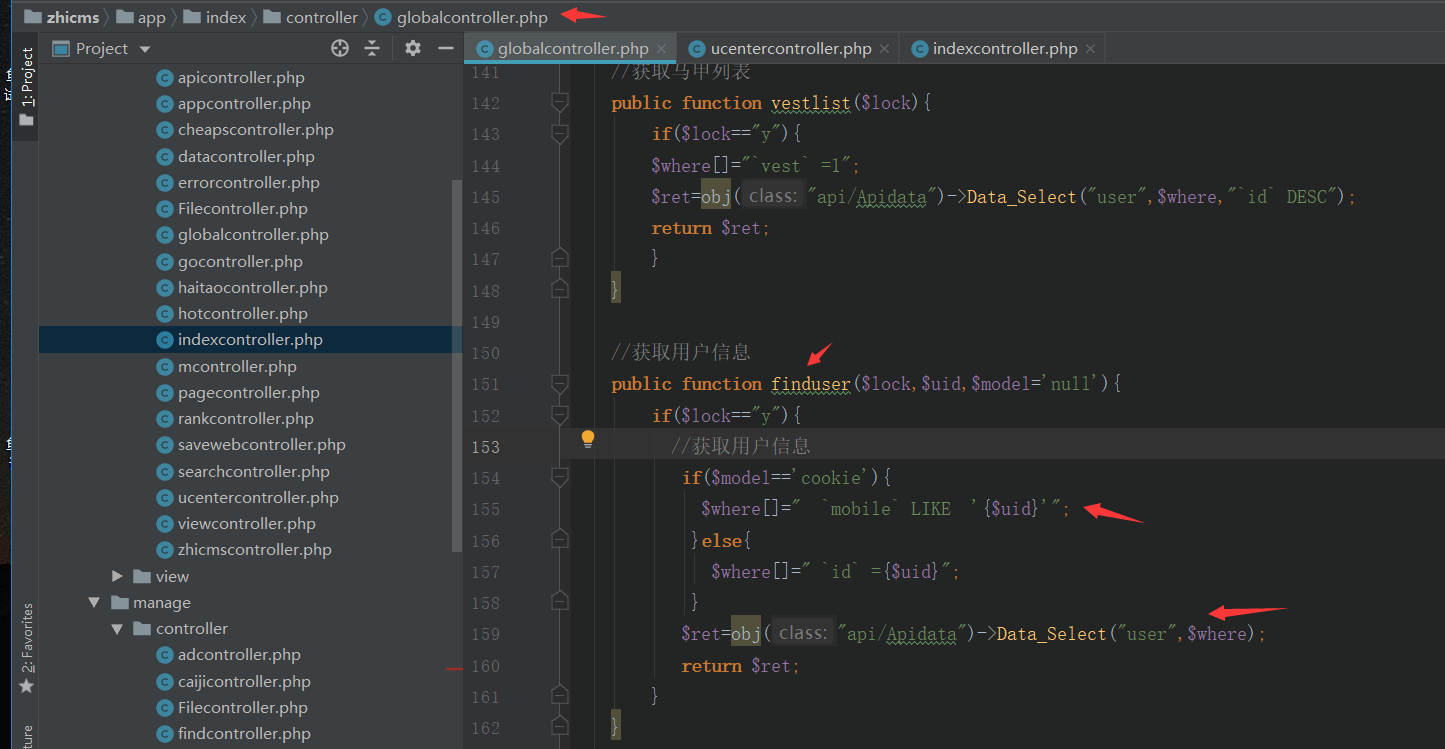 zhicms app index controller globalcontroller.php
Project
globalcontroller.php ucentercontroller.php indexcontroller.php
1: Project
apicontroller.php
appcontroller.php
cheapscontroller.php
datacontroller.php
errorcontroller.php
Filecontroller.php
globalcontroller.php
gocontroller.php
haitaocontroller.php
hotcontroller.php
indexcontroller.php
mcontroller.php
pagecontroller.php
rankcontroller.php
savewebcontroller.php
searchcontroller.php
ucentercontroller.php
viewcontroller.php
zhicmscontroller.php
view
manage
controller
adcontroller.php
caijicontroller.php
Filecontroller.php
findcontroller.php
2: Favorites
141 //获取马甲列表
142 public function vestlist($lock){
143 if($lock=="y"){
144 $where[]="`vest` =1";
145 $ret=obj( class: "api/Apidata")->Data_Select("user",$where,"`id` DESC");
146 return $ret;
147 }
148 }
149
150 //获取用户信息
151 public function finduser($lock,$uid,$model='null'){
152 if($lock=="y"){
153 //获取用户信息
154 if($model=='cookie'){
155 $where[]="  `mobile` LIKE  '{$uid}'";
156 }else{
157 $where[]=" `id` ={$uid}";
158 }
159 $ret=obj( class: "api/Apidata")->Data_Select("user",$where);
160 return $ret;
161 }
162 }